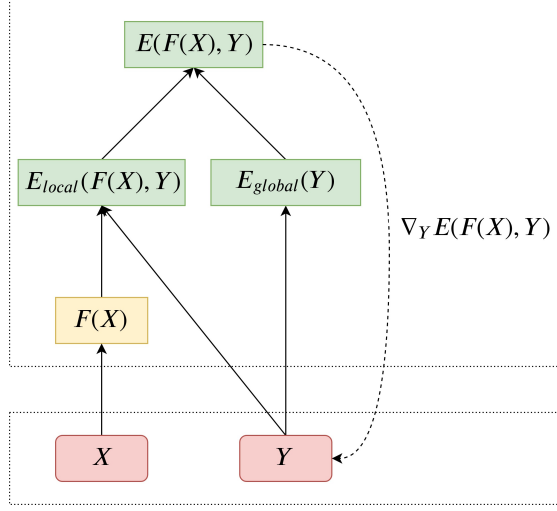 E(F(X), Y)
E_local(F(X), Y)
E_global(Y)
∇_Y E(F(X), Y)
F(X)
X
Y